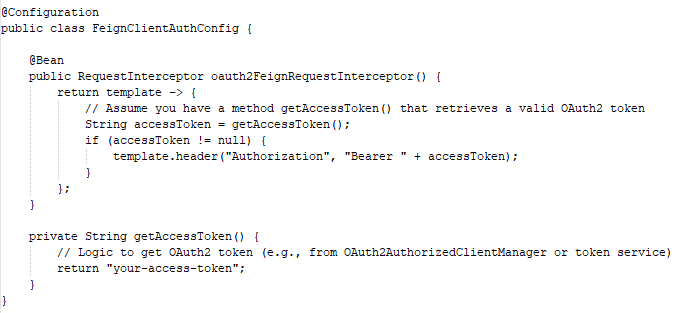 @Configuration
public class FeignClientAuthConfig {
@Bean
public RequestInterceptor oauth2FeignRequestInterceptor() {
return template -> {
// Assume you have a method getAccessToken() that retrieves a valid OAuth2 token
String accessToken = getAccessToken();
if (accessToken != null) {
template.header("Authorization", "Bearer " + accessToken);
}
};
}
private String getAccessToken() {
// Logic to get OAuth2 token (e.g., from OAuth2AuthorizedClientManager or token service)
return "your-access-token";
}
}